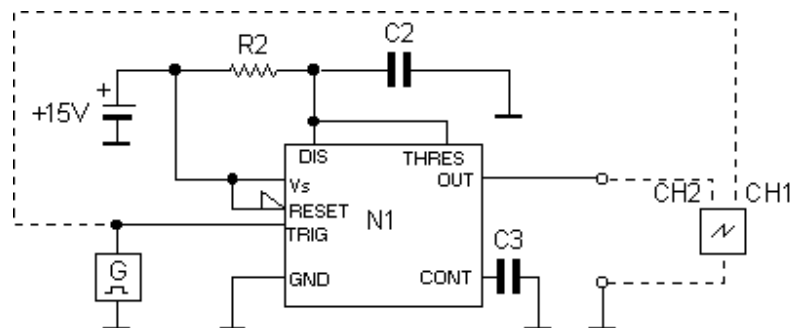 R2
C2
+
+15V
DIS
THRES
Vs
OUT
RESET
N1
TRIG
GND
CONT
C3
G
CH2
CH1